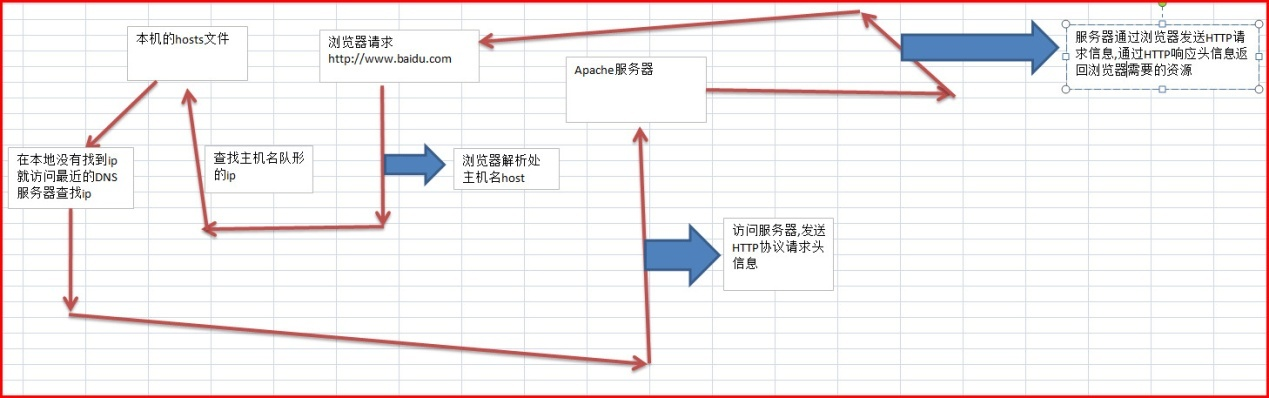 本机的hosts文件
浏览器请求
http://www.baidu.com
Apache服务器
服务器通过浏览器发送HTTP请
求信息,通过HTTP响应头信息返
回浏览器需要的资源
在本地没有找到ip
就访问最近的DNS
服务器查找ip
查找主机名队形
的ip
浏览器解析处
主机名host
访问服务器,发送
HTTP协议请求头
信息